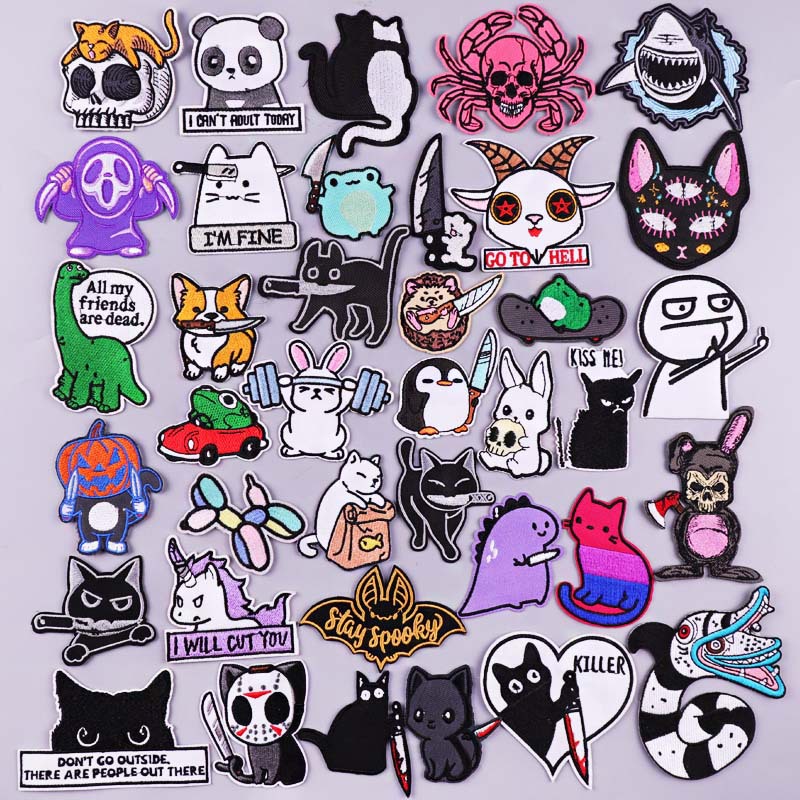 I CAN'T ADULT TODAY
I'M FINE
GO TO HELL
All my
friends
are dead.
KISS ME!
I WILL CUT YOU
Stay Spooky
KILLER
DON'T GO OUTSIDE.
THERE ARE PEOPLE OUT THERE